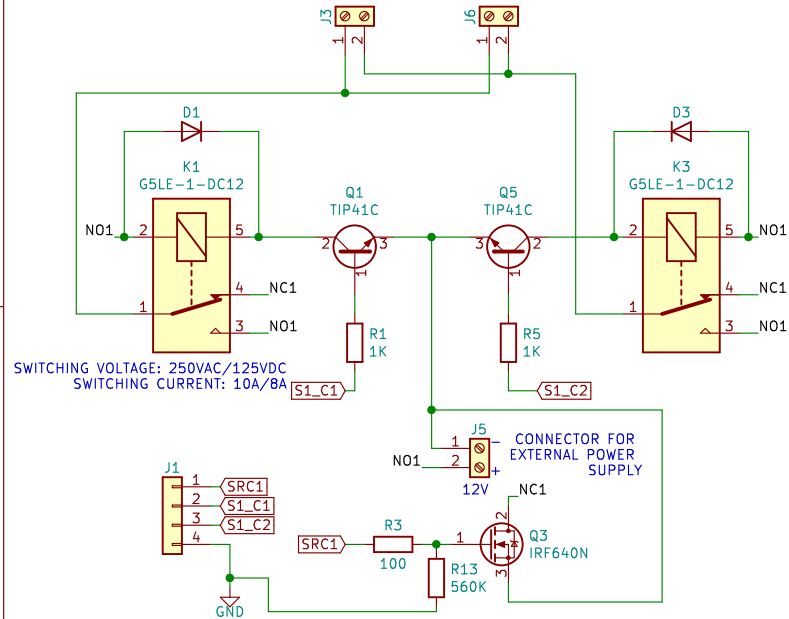 J3
1
2
J6
1
2
D1
D3
K1
G5LE-1-DC12
K3
G5LE-1-DC12
Q1
TIP41C
Q5
TIP41C
NO1
2
5
2
3
1
3
2
1
2
5
NO1
4
NC1
4
NC1
1
1
3
NO1
3
NO1
R1
1K
R5
1K
SWITCHING VOLTAGE: 250VAC/125VDC
SWITCHING CURRENT: 10A/8A
S1_C1
S1_C2
J5
1
-
2
+
NO1
12V
CONNECTOR FOR
EXTERNAL POWER
SUPPLY
J1
1
SRC1
2
S1_C1
3
S1_C2
4
GND
SRC1
R3
100
R13
560K
NC1
2
1
3
Q3
IRF640N